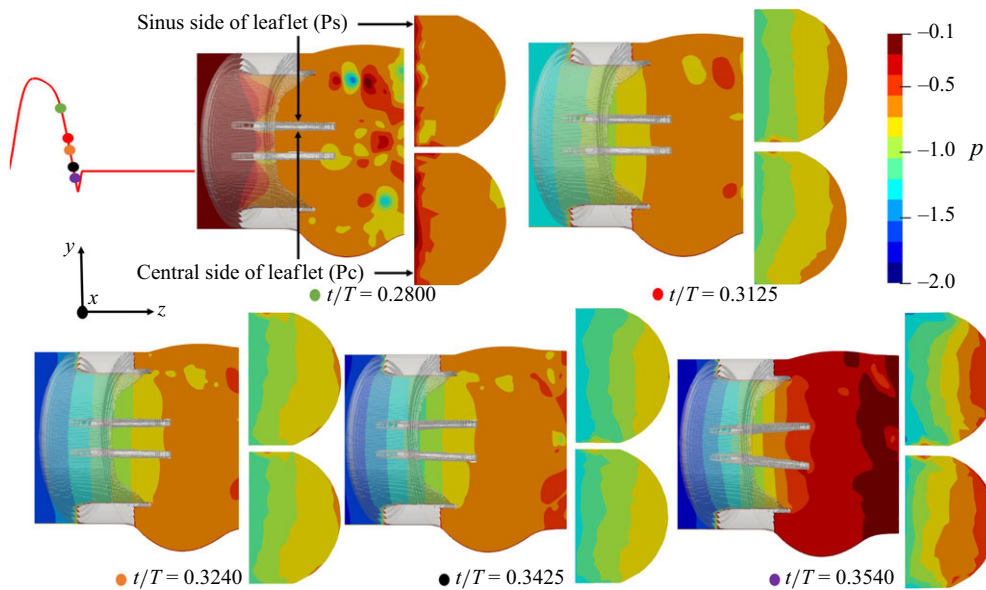 Sinus side of leaflet (Ps)
Central side of leaflet (Pc)
t/T = 0.2800
t/T = 0.3125
–0.1
–0.5
–1.0
p
–1.5
–2.0
y
x
z
t/T = 0.3240
t/T = 0.3425
t/T = 0.3540